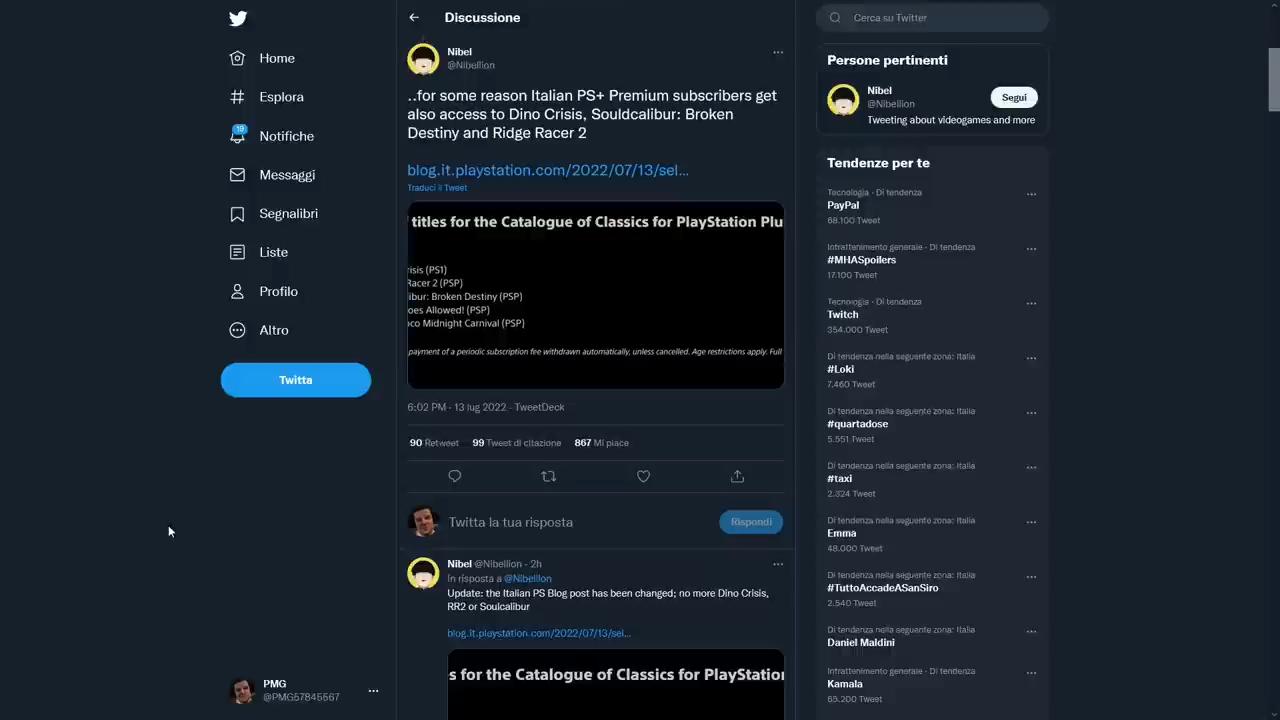 Home
Esplora
19
Notifiche
Messaggi
Segnalibri
Liste
Profilo
Altro
Twitta
PMG
@PMG57845567
Discussione
Nibel
@Nibellion
..for some reason Italian PS+ Premium subscribers get
also access to Dino Crisis, Souldcalibur: Broken
Destiny and Ridge Racer 2
blog.it.playstation.com/2022/07/13/sel...
Traduci il Tweet
titles for the Catalogue of Classics for PlayStation Plu
risis (PS1)
Racer 2 (PSP)
ibur: Broken Destiny (PSP)
oes Allowed! (PSP)
oco Midnight Carnival (PSP)
payment of a periodic subscription fee withdrawn automatically, unless cancelled. Age restrictions apply. Full
6:02 PM · 13 lug 2022 · TweetDeck
90 Retweet 99 Tweet di citazione 867 Mi piace
Twitta la tua risposta
Rispondi
Nibel @Nibellion · 2h
In risposta a @Nibellion
Update: the Italian PS Blog post has been changed; no more Dino Crisis,
RR2 or Soulcalibur
blog.it.playstation.com/2022/07/13/sel...
s for the Catalogue of Classics for PlayStation
Cerca su Twitter
Persone pertinenti
Nibel
@Nibellion
Segui
Tweeting about videogames and more
Tendenze per te
Tecnologia · Di tendenza
PayPal
68.100 Tweet
Intrattenimento generale · Di tendenza
#MHASpoilers
17.100 Tweet
Tecnologia · Di tendenza
Twitch
354.000 Tweet
Di tendenza nella seguente zona: Italia
#Loki
7.460 Tweet
Di tendenza nella seguente zona: Italia
#quartadose
5.551 Tweet
Di tendenza nella seguente zona: Italia
#taxi
2.324 Tweet
Di tendenza nella seguente zona: Italia
Emma
48.000 Tweet
Di tendenza nella seguente zona: Italia
#TuttoAccadeASanSiro
2.540 Tweet
Di tendenza nella seguente zona: Italia
Daniel Maldini
Intrattenimento generale · Di tendenza
Kamala
65.200 Tweet